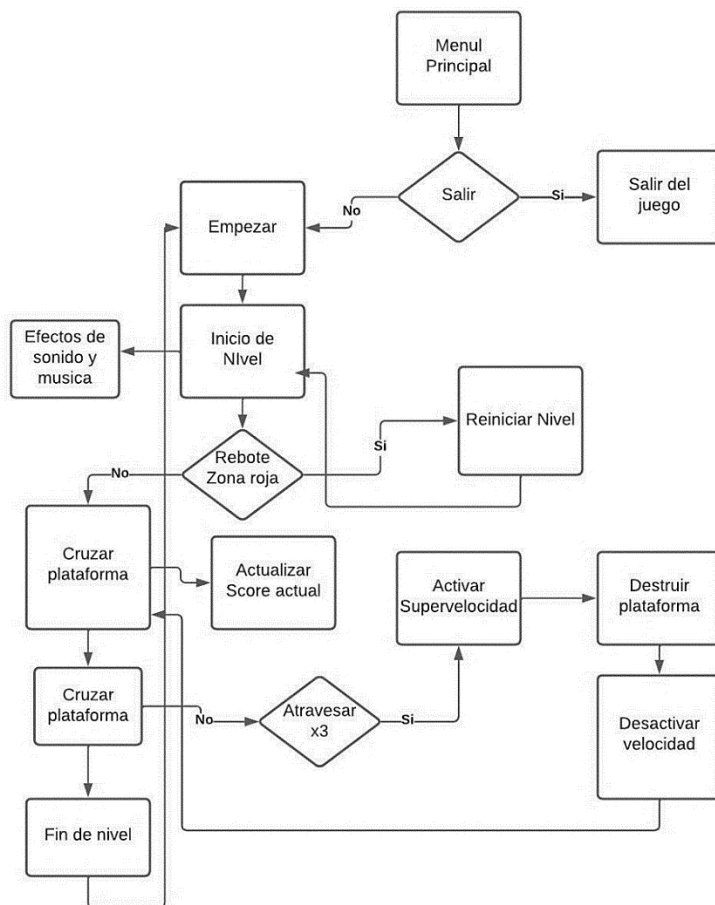 Menul
Principal
Salir
Si
Salir del
juego
No
Empezar
Inicio de
NIvel
Efectos de
sonido y
musica
Rebote
Zona roja
Si
Reiniciar Nivel
No
Cruzar
plataforma
Actualizar
Score actual
Activar
Supervelocidad
Destruir
plataforma
Cruzar
plataforma
No
Atravesar
x3
Si
Desactivar
velocidad
Fin de nivel